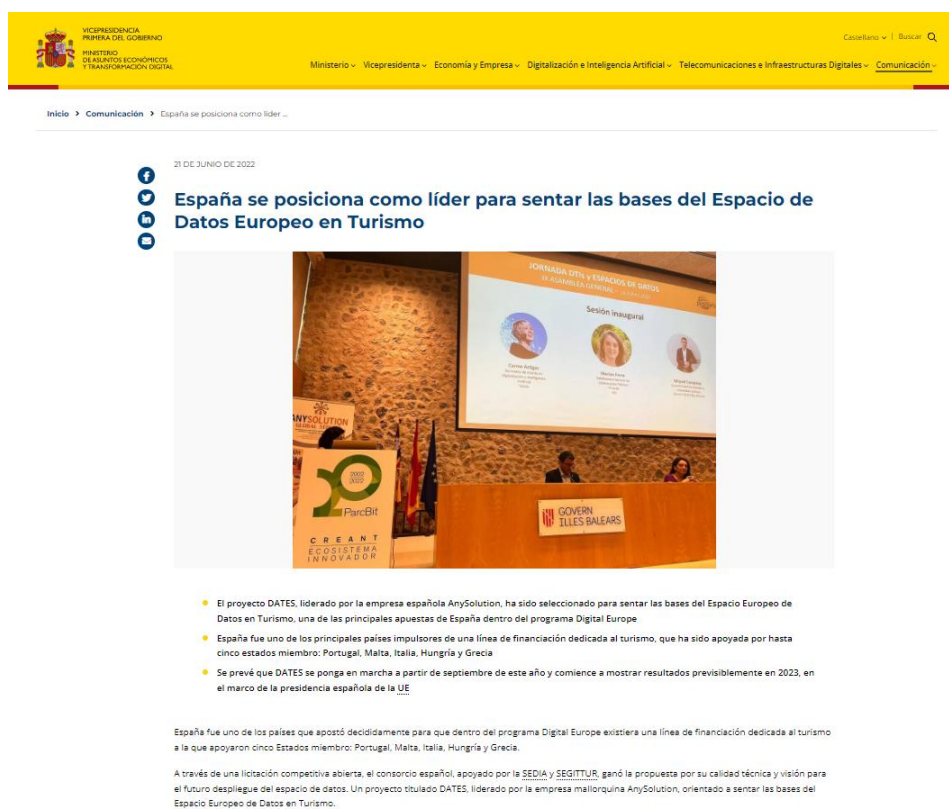 VICEPRESIDENCIA
PRIMERA DEL GOBIERNO
MINISTERIO
DE ASUNTOS ECONÓMICOS
Y TRANSFORMACIÓN DIGITAL
Castellano | Buscar
Ministerio Vicepresidenta Economía y Empresa Digitalización e Inteligencia Artificial Telecomunicaciones e Infraestructuras Digitales Comunicación
Inicio > Comunicación > España se posiciona como líder ...
21 DE JUNIO DE 2022
España se posiciona como líder para sentar las bases del Espacio de
Datos Europeo en Turismo
JORNADA DTIs y ESPACIOS DE DATOS
Sesión inaugural
ANYSOLUTION
2002
2022
ParcBit
CREANT
ECOSISTEMA
INNOVADOR
GOVERN
ILLES BALEARS
El proyecto DATES, liderado por la empresa española AnySolution, ha sido seleccionado para sentar las bases del Espacio Europeo de
Datos en Turismo, una de las principales apuestas de España dentro del programa Digital Europe
España fue uno de los principales países impulsores de una línea de financiación dedicada al turismo, que ha sido apoyada por hasta
cinco estados miembro: Portugal, Malta, Italia, Hungría y Grecia
Se prevé que DATES se ponga en marcha a partir de septiembre de este año y comience a mostrar resultados previsiblemente en 2023, en
el marco de la presidencia española de la UE
España fue uno de los países que apostó decididamente para que dentro del programa Digital Europe existiera una línea de financiación dedicada al turismo
a la que apoyaron cinco Estados miembro: Portugal, Malta, Italia, Hungría y Grecia.
A través de una licitación competitiva abierta, el consorcio español, apoyado por la SEDIA y SEGITTUR, ganó la propuesta por su calidad técnica y visión para
el futuro despliegue del espacio de datos. Un proyecto titulado DATES, liderado por la empresa mallorquina AnySolution, orientado a sentar las bases del
Espacio Europeo de Datos en Turismo.